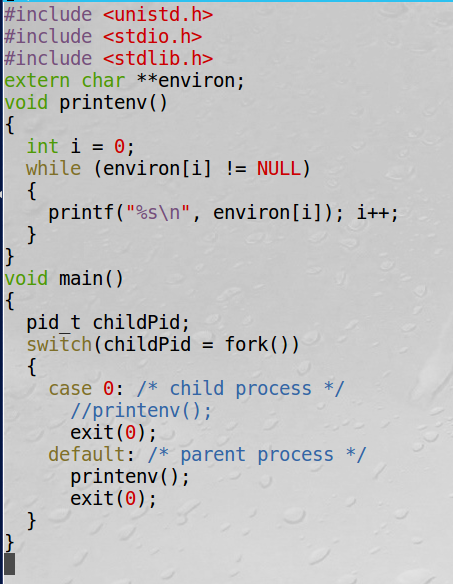 #include <unistd.h>
#include <stdio.h>
#include <stdlib.h>
extern char **environ;
void printenv()
{
  int i = 0;
  while (environ[i] != NULL)
  {
    printf("%s\n", environ[i]); i++;
  }
}
void main()
{
  pid_t childPid;
  switch(childPid = fork())
  {
    case 0: /* child process */
      //printenv();
      exit(0);
    default: /* parent process */
      printenv();
      exit(0);
  }
}